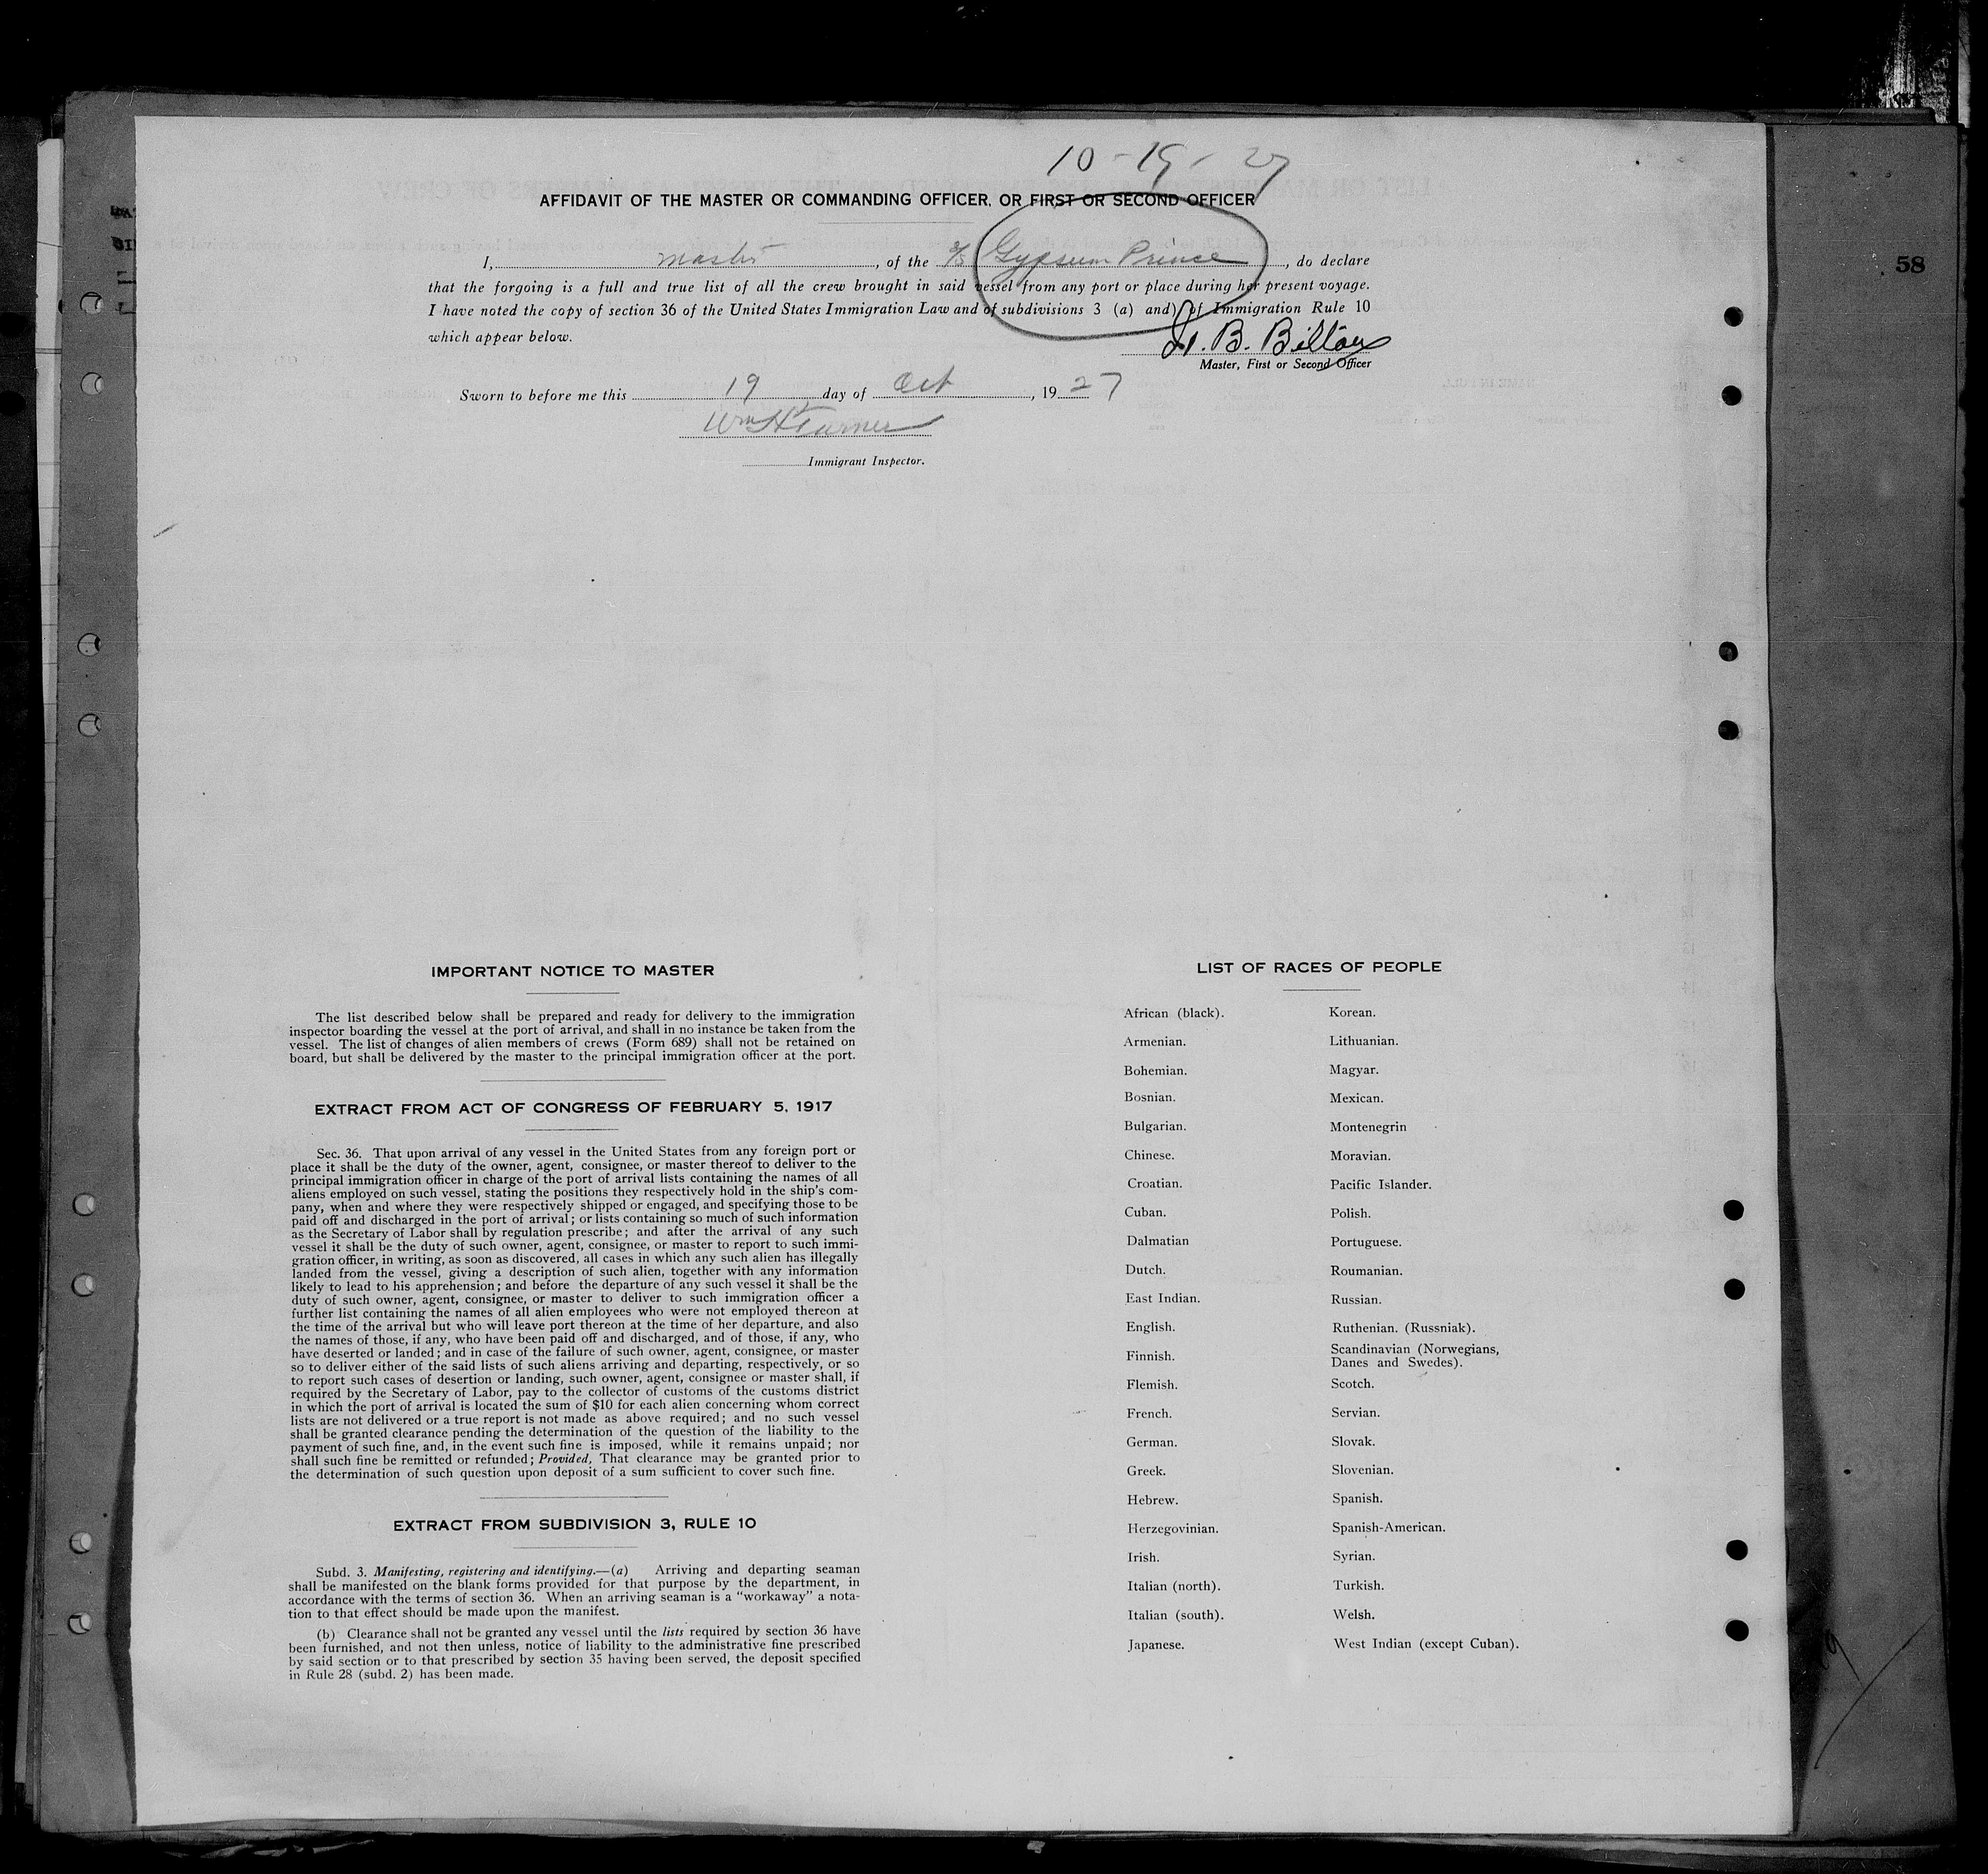 10-19-27
AFFIDAVIT OF THE MASTER OR COMMANDING OFFICER, OR FIRST OR SECOND OFFICER
I, Master, of the S/S Gypsum Prince, do declare
that the forgoing is a full and true list of all the crew brought in said vessel from any port or place during her present voyage.
I have noted the copy of section 36 of the United States Immigration Law and of subdivisions 3 (a) and) of Immigration Rule 10
which appear below.
B. Bilton
Master, First or Second Officer
Sworn to before me this 19 day of Oct, 1927
Wm H Turner
Immigrant Inspector.
58
IMPORTANT NOTICE TO MASTER
The list described below shall be prepared and ready for delivery to the immigration
inspector boarding the vessel at the port of arrival, and shall in no instance be taken from the
vessel. The list of changes of alien members of crews (Form 689) shall not be retained on
board, but shall be delivered by the master to the principal immigration officer at the port.
EXTRACT FROM ACT OF CONGRESS OF FEBRUARY 5, 1917
Sec. 36. That upon arrival of any vessel in the United States from any foreign port or
place it shall be the duty of the owner, agent, consignee, or master thereof to deliver to the
principal immigration officer in charge of the port of arrival lists containing the names of all
aliens employed on such vessel, stating the positions they respectively hold in the ship's com-
pany, when and where they were respectively shipped or engaged, and specifying those to be
paid off and discharged in the port of arrival; or lists containing so much of such information
as the Secretary of Labor shall by regulation prescribe; and after the arrival of any such
vessel it shall be the duty of such owner, agent, consignee, or master to report to such immi-
gration officer, in writing, as soon as discovered, all cases in which any such alien has illegally
landed from the vessel, giving a description of such alien, together with any information
likely to lead to his apprehension; and before the departure of any such vessel it shall be the
duty of such owner, agent, consignee, or master to deliver to such immigration officer a
further list containing the names of all alien employees who were not employed thereon at
the time of the arrival but who will leave port thereon at the time of her departure, and also
the names of those, if any, who have been paid off and discharged, and of those, if any, who
have deserted or landed; and in case of the failure of such owner, agent, consignee, or master
so to deliver either of the said lists of such aliens arriving and departing, respectively, or so
to report such cases of desertion or landing, such owner, agent, consignee or master shall, if
required by the Secretary of Labor, pay to the collector of customs of the customs district
in which the port of arrival is located the sum of $10 for each alien concerning whom correct
lists are not delivered or a true report is not made as above required; and no such vessel
shall be granted clearance pending the determination of the question of the liability to the
payment of such fine, and, in the event such fine is imposed, while it remains unpaid; nor
shall such fine be remitted or refunded; Provided, That clearance may be granted prior to
the determination of such question upon deposit of a sum sufficient to cover such fine.
EXTRACT FROM SUBDIVISION 3, RULE 10
Subd. 3. Manifesting, registering and identifying.—(a) Arriving and departing seaman
shall be manifested on the blank forms provided for that purpose by the department, in
accordance with the terms of section 36. When an arriving seaman is a "workaway" a nota-
tion to that effect should be made upon the manifest.
(b) Clearance shall not be granted any vessel until the lists required by section 36 have
been furnished, and not then unless, notice of liability to the administrative fine prescribed
by said section or to that prescribed by section 35 having been served, the deposit specified
in Rule 28 (subd. 2) has been made.
LIST OF RACES OF PEOPLE
African (black).
Armenian.
Bohemian.
Bosnian.
Bulgarian.
Chinese.
Croatian.
Cuban.
Dalmatian
Dutch.
East Indian.
English.
Finnish.
Flemish.
French.
German.
Greek.
Hebrew.
Herzegovinian.
Irish.
Italian (north).
Italian (south).
Japanese.
Korean.
Lithuanian.
Magyar.
Mexican.
Montenegrin
Moravian.
Pacific Islander.
Polish.
Portuguese.
Roumanian.
Russian.
Ruthenian. (Russniak).
Scandinavian (Norwegians,
Danes and Swedes).
Scotch.
Servian.
Slovak.
Slovenian.
Spanish.
Spanish-American.
Syrian.
Turkish.
Welsh.
West Indian (except Cuban).